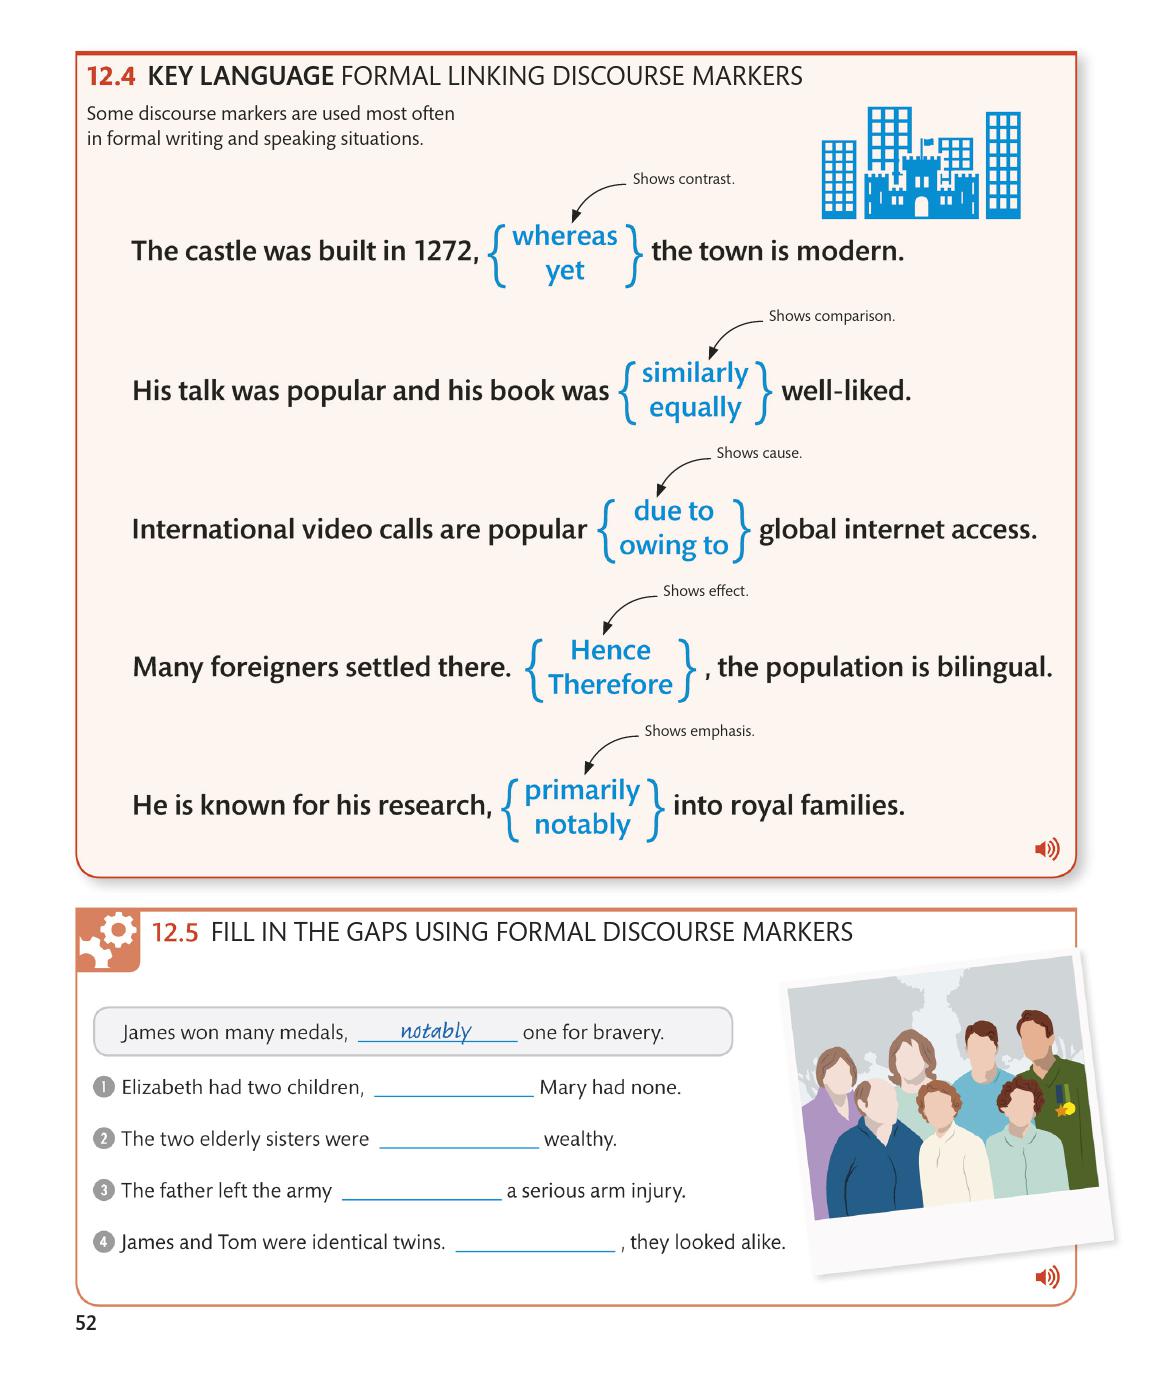 12.4 KEY LANGUAGE FORMAL LINKING DISCOURSE MARKERS
Some discourse markers are used most often
in formal writing and speaking situations.
Shows contrast.
The castle was built in 1272, { whereas / yet } the town is modern.
Shows comparison.
His talk was popular and his book was { similarly / equally } well-liked.
Shows cause.
International video calls are popular { due to / owing to } global internet access.
Shows effect.
Many foreigners settled there. { Hence / Therefore } , the population is bilingual.
Shows emphasis.
He is known for his research, { primarily / notably } into royal families.
12.5 FILL IN THE GAPS USING FORMAL DISCOURSE MARKERS
James won many medals, notably one for bravery.
1 Elizabeth had two children, ____ Mary had none.
2 The two elderly sisters were ____ wealthy.
3 The father left the army ____ a serious arm injury.
4 James and Tom were identical twins. ____ , they looked alike.
52